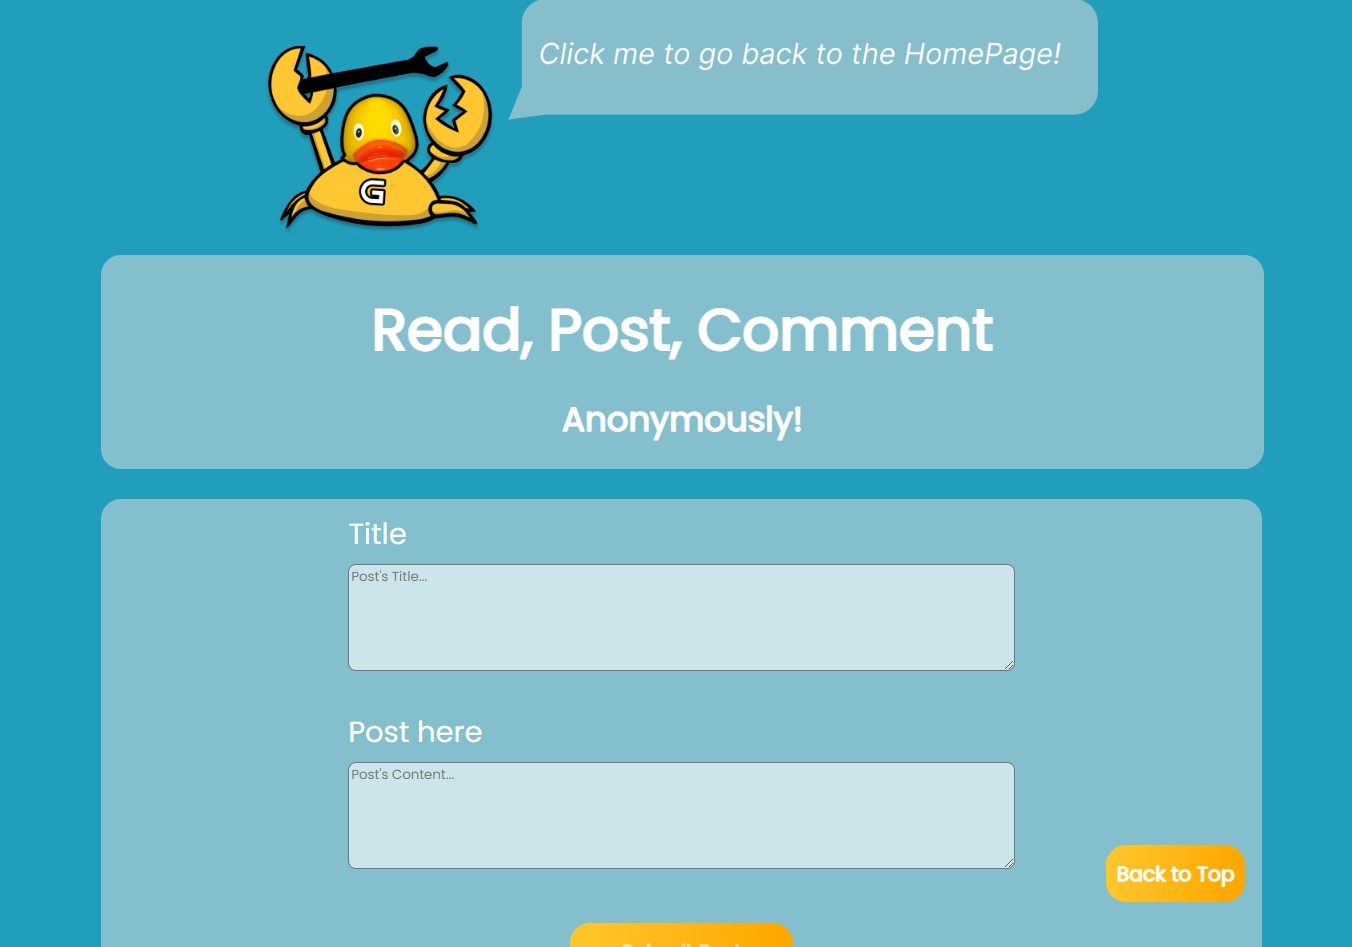 Click me to go back to the HomePage!
G
Read, Post, Comment
Anonymously!
Title
Post's Title...
Post here
Post's Content...
Back to Top